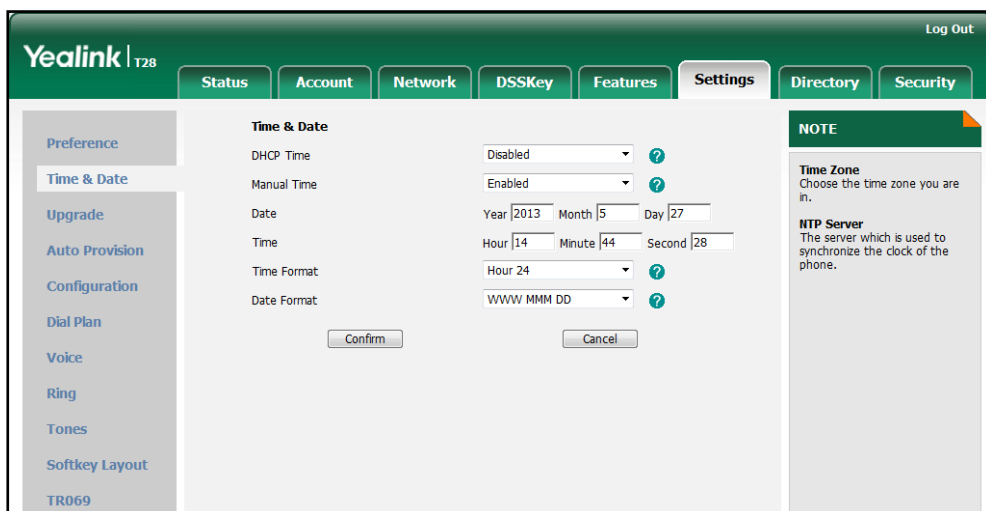 Log Out
Yealink | T28
Status Account Network DSSKey Features Settings Directory Security
Preference
Time & Date
Upgrade
Auto Provision
Configuration
Dial Plan
Voice
Ring
Tones
Softkey Layout
TR069
Time & Date
DHCP Time Disabled ?
Manual Time Enabled ?
Date Year 2013 Month 5 Day 27
Time Hour 14 Minute 44 Second 28
Time Format Hour 24 ?
Date Format WWW MMM DD ?
Confirm Cancel
NOTE
Time Zone
Choose the time zone you are
in.
NTP Server
The server which is used to
synchronize the clock of the
phone.